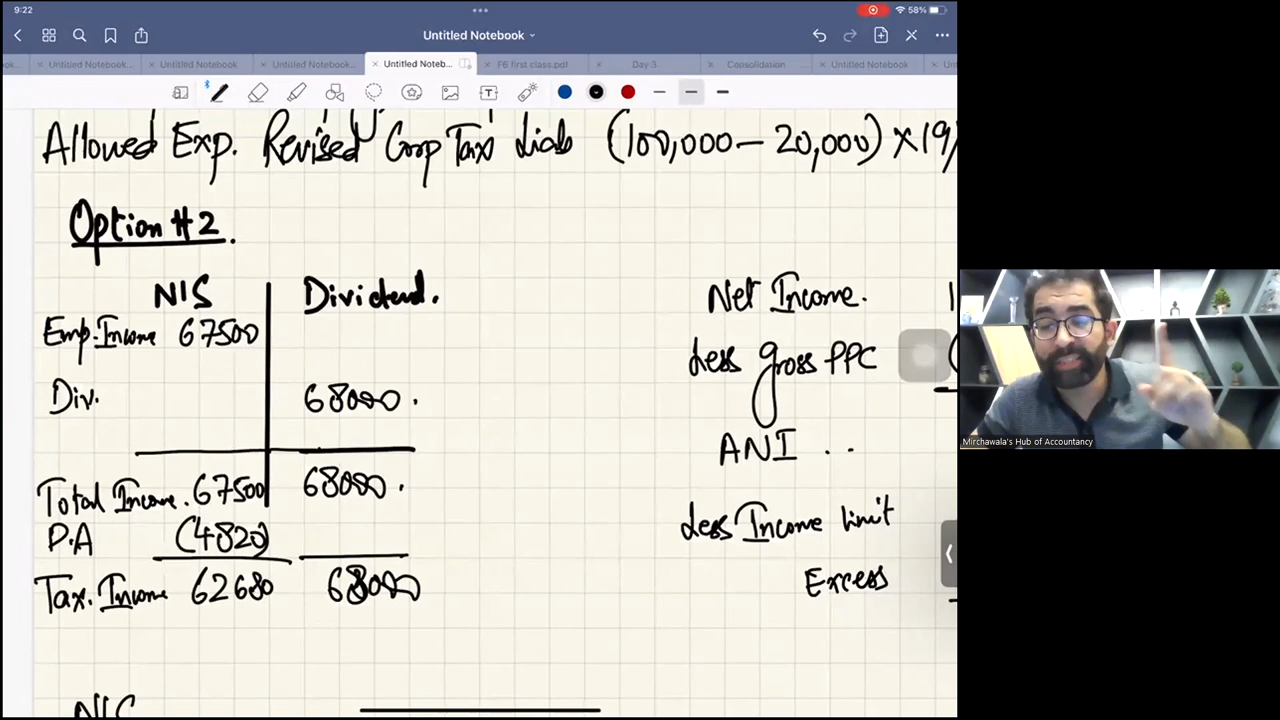 9:22
58%
Untitled Notebook
Untitled Notebook... Untitled Notebook Untitled Notebook... Untitled Noteb... F6 first class.pdf Day 3 Consolidation Untitled Notebook
Allowed Exp. Revised Corp Tax Liab (100,000 - 20,000) × 19
Option #2.
NIS Dividend.
Emp. Income 67500
Div. 68000.
Total Income. 67500 68000.
P.A (4820)
Tax. Income 62680 68000
Net Income.
Less gross PPC
ANI ..
Less Income limit
Excess
NIC
Mirchawala's Hub of Accountancy